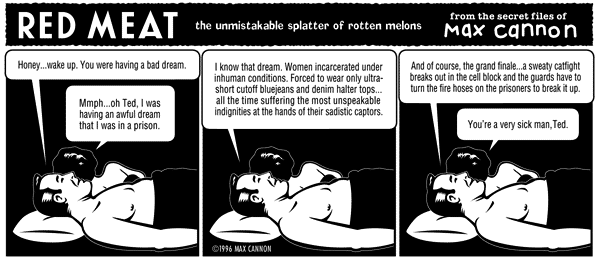 RED MEAT
the unmistakable splatter of rotten melons
from the secret files of
max cannon
Honey...wake up. You were having a bad dream.
Mmph...oh Ted, I was
having an awful dream
that I was in a prison.
I know that dream. Women incarcerated under
inhuman conditions. Forced to wear only ultra-
short cutoff bluejeans and denim halter tops...
all the time suffering the most unspeakable
indignities at the hands of their sadistic captors.
©1996 MAX CANNON
And of course, the grand finale...a sweaty catfight
breaks out in the cell block and the guards have to
turn the fire hoses on the prisoners to break it up.
You're a very sick man,Ted.